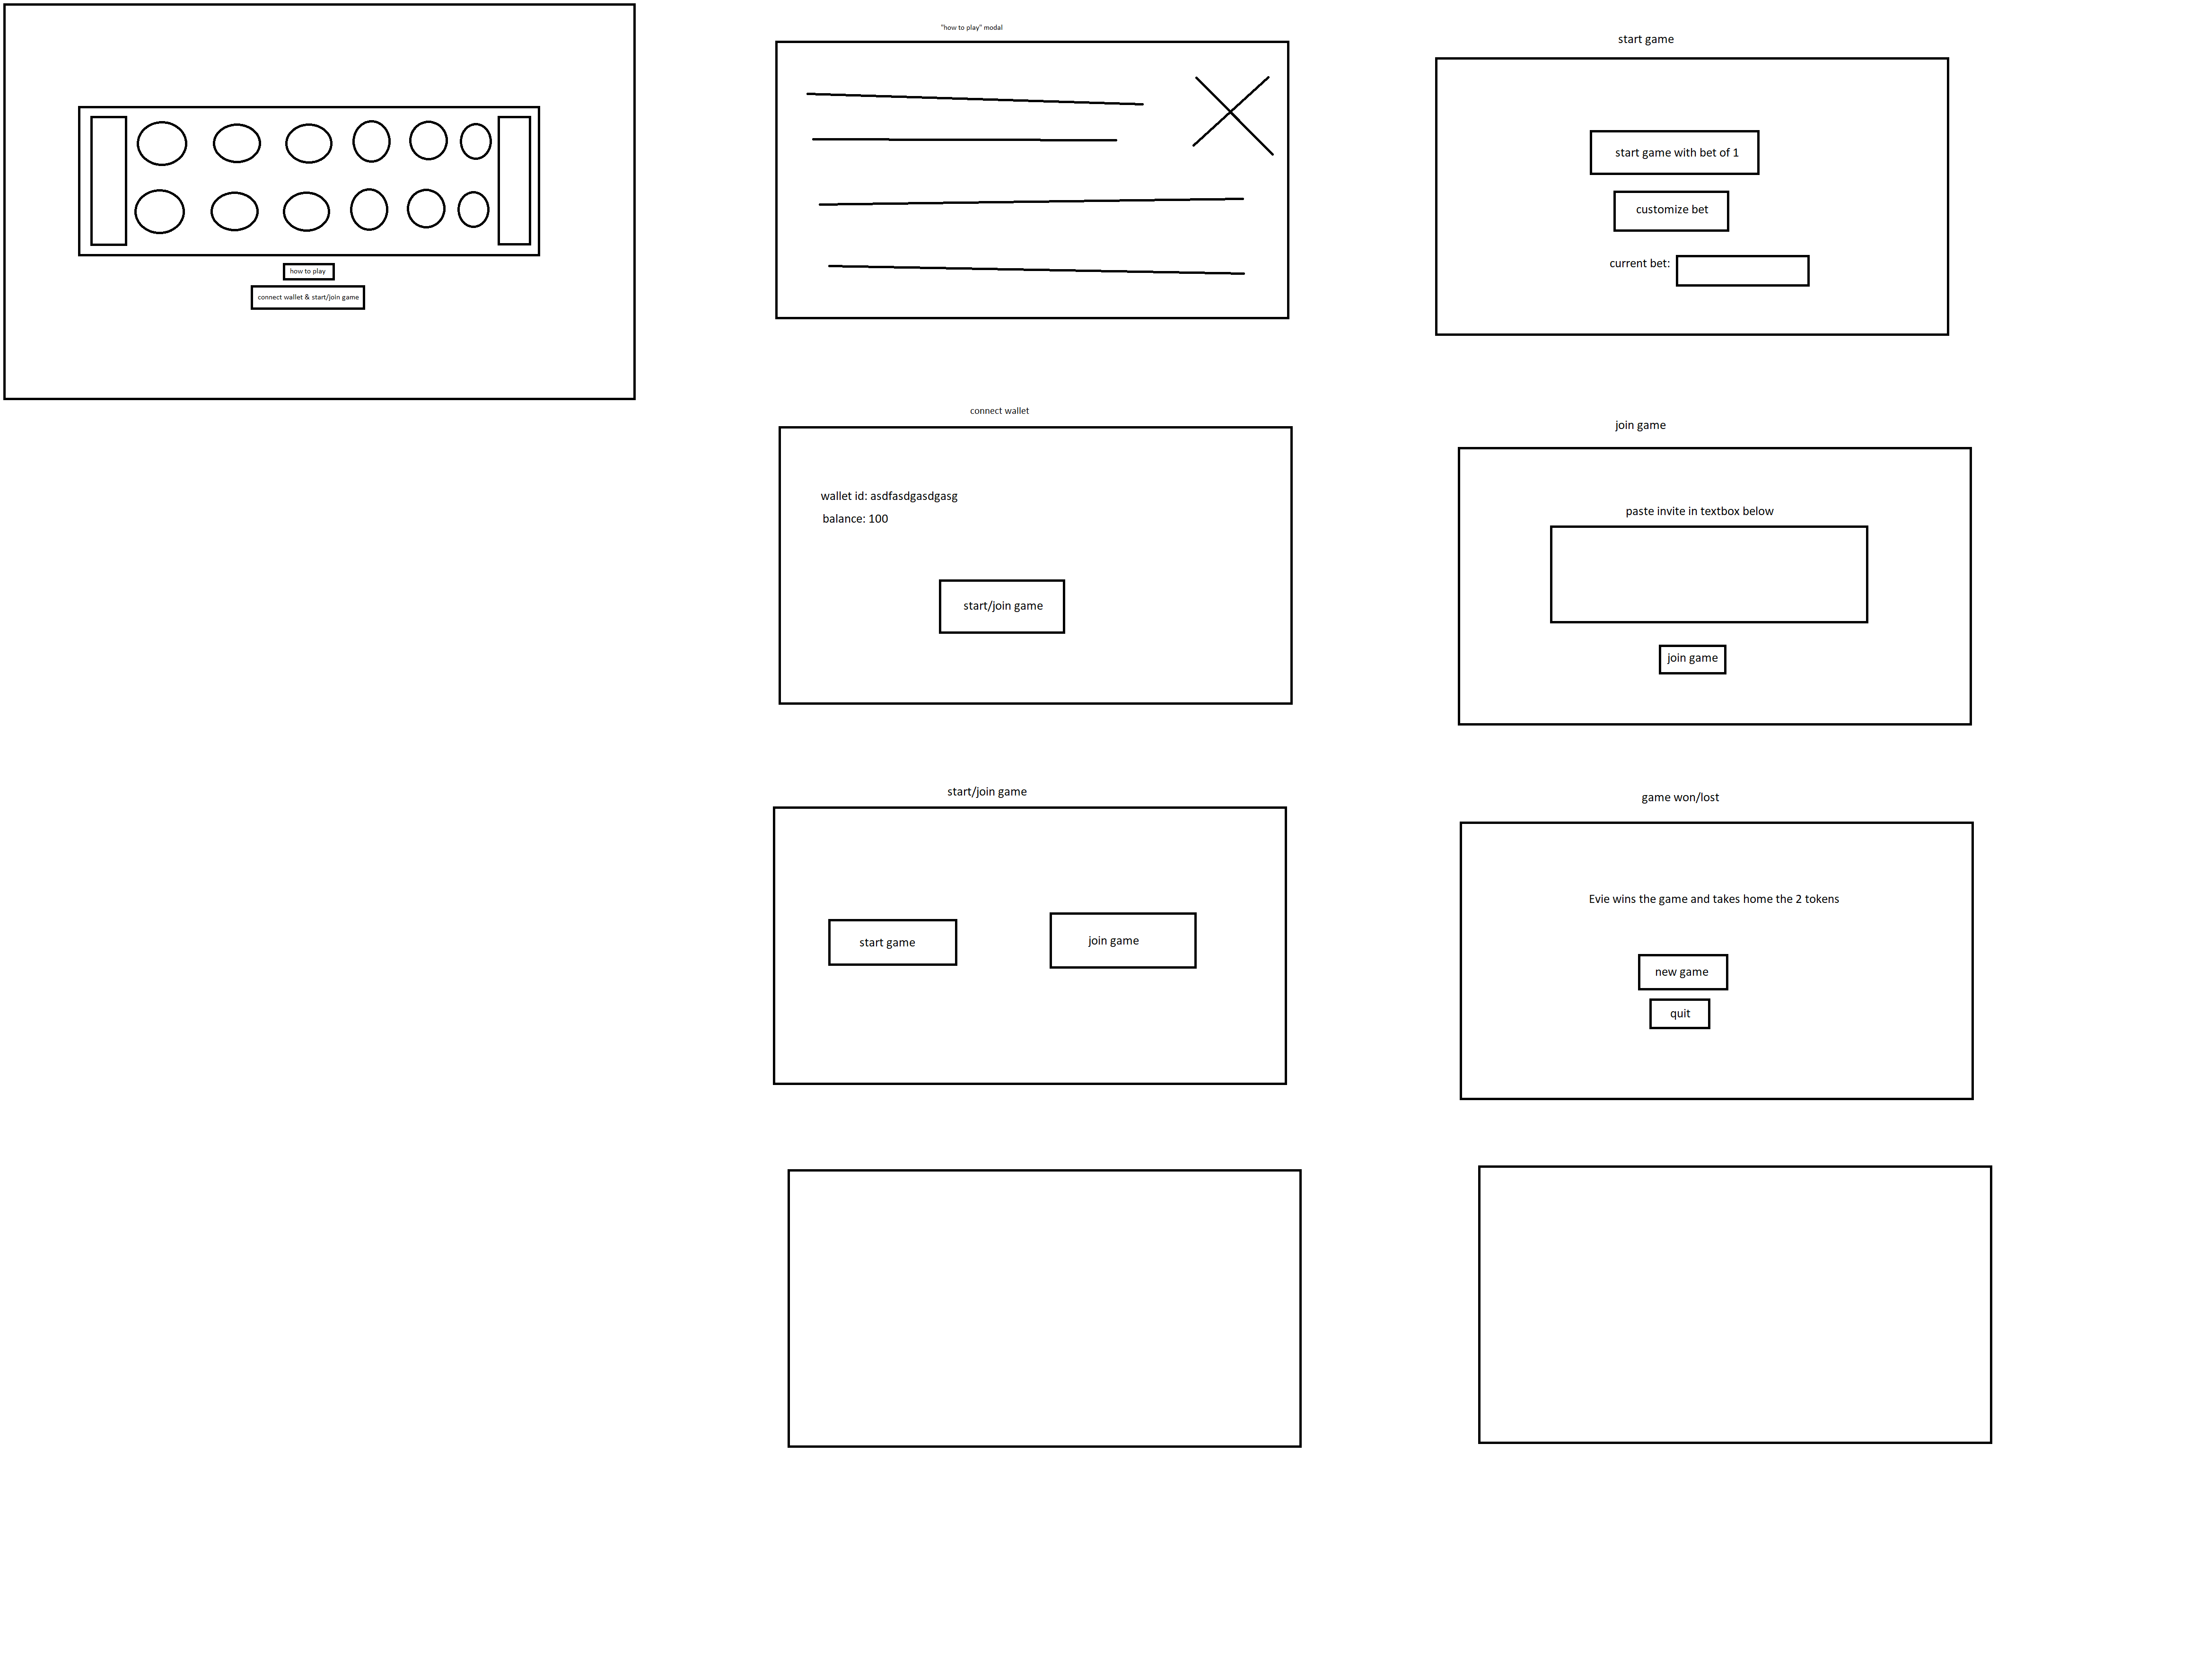 how to play
connect wallet & start/join game
"how to play" modal
start game
start game with bet of 1
customize bet
current bet:
connect wallet
wallet id: asdfasdgasdgasg
balance: 100
start/join game
join game
paste invite in textbox below
join game
start/join game
start game
join game
game won/lost
Evie wins the game and takes home the 2 tokens
new game
quit